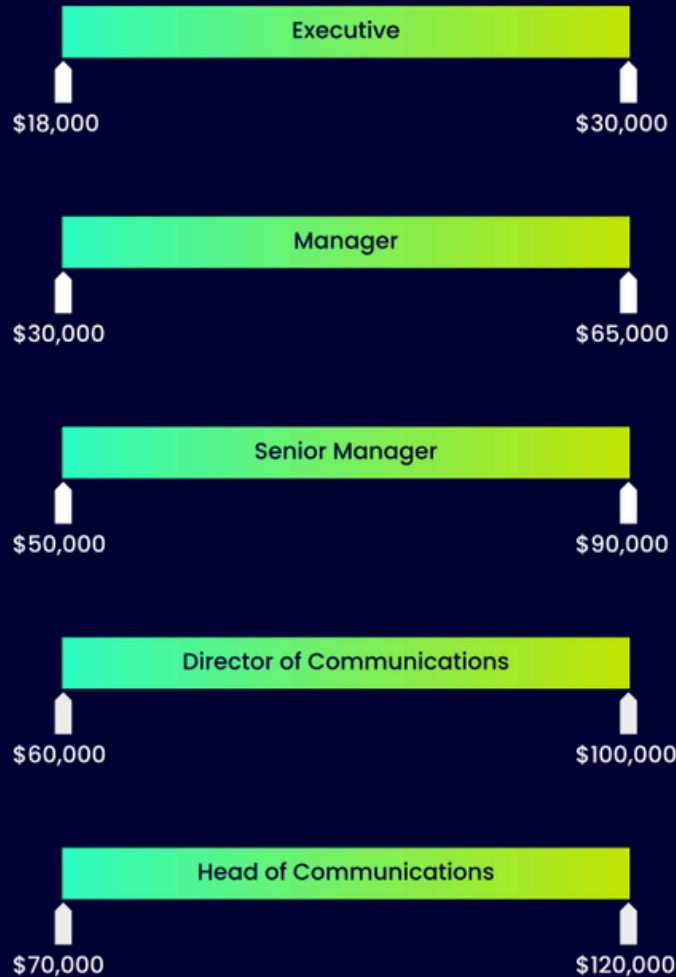 Executive
$18,000 $30,000
Manager
$30,000 $65,000
Senior Manager
$50,000 $90,000
Director of Communications
$60,000 $100,000
Head of Communications
$70,000 $120,000